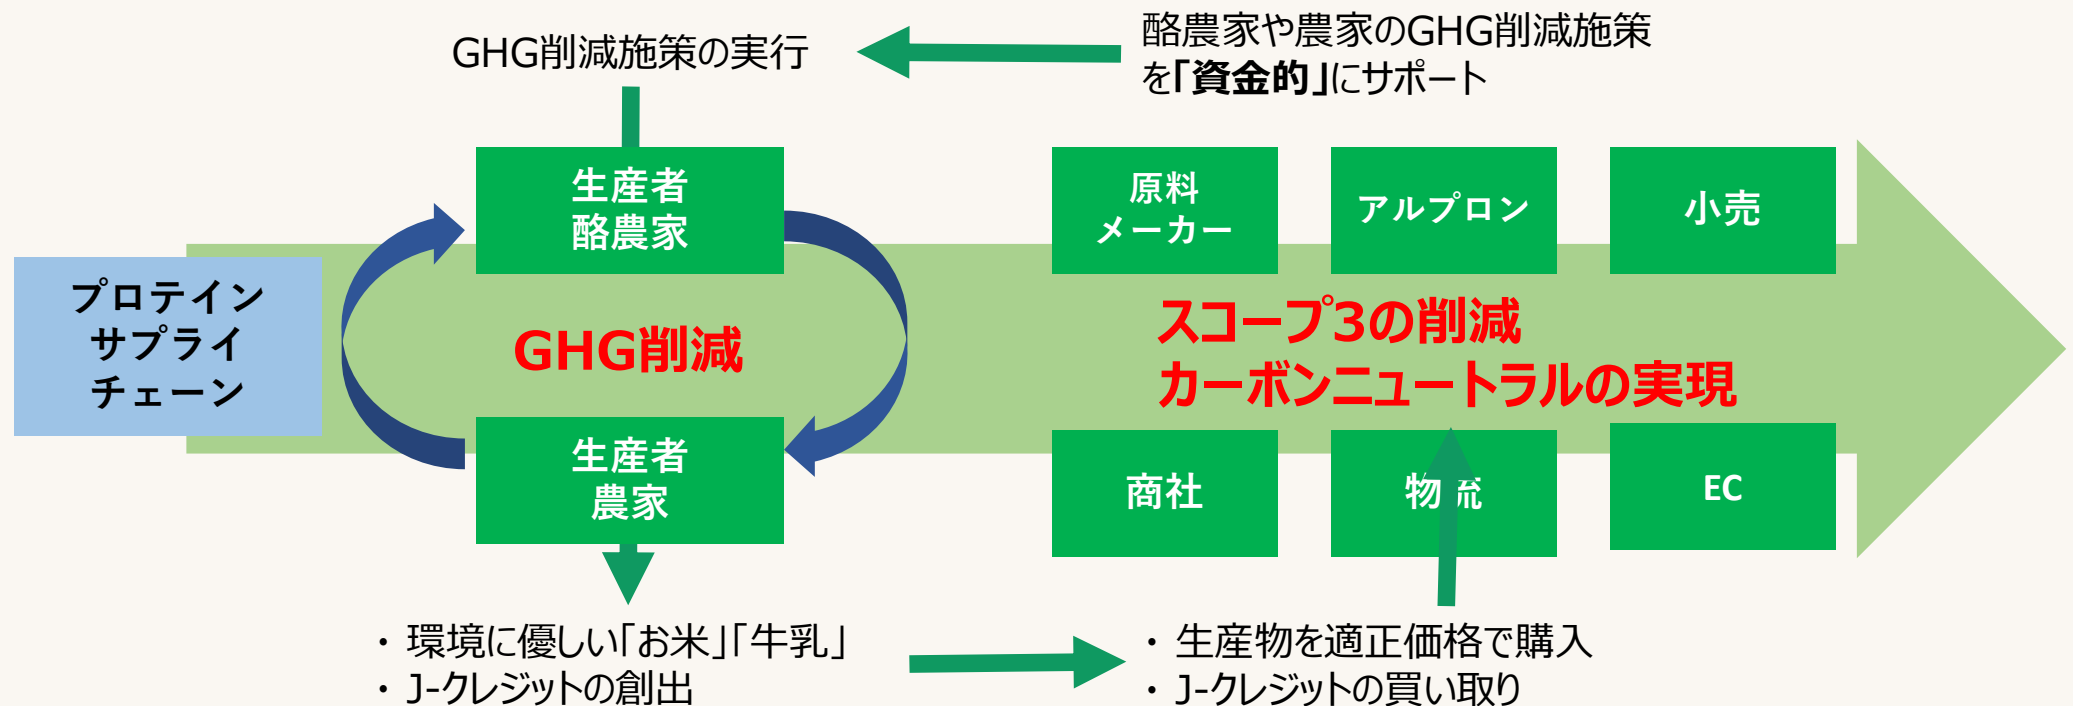 GHG削減施策の実行
酪農家や農家のGHG削減施策
を「資金的」にサポート
生産者
酪農家
原料
メーカー
アルプロン
小売
プロテイン
サプライ
チェーン
GHG削減
スコープ3の削減
カーボンニュートラルの実現
生産者
農家
商社
物流
EC
・ 環境に優しい「お米」「牛乳」
・ J-クレジットの創出
・ 生産物を適正価格で購入
・ J-クレジットの買い取り